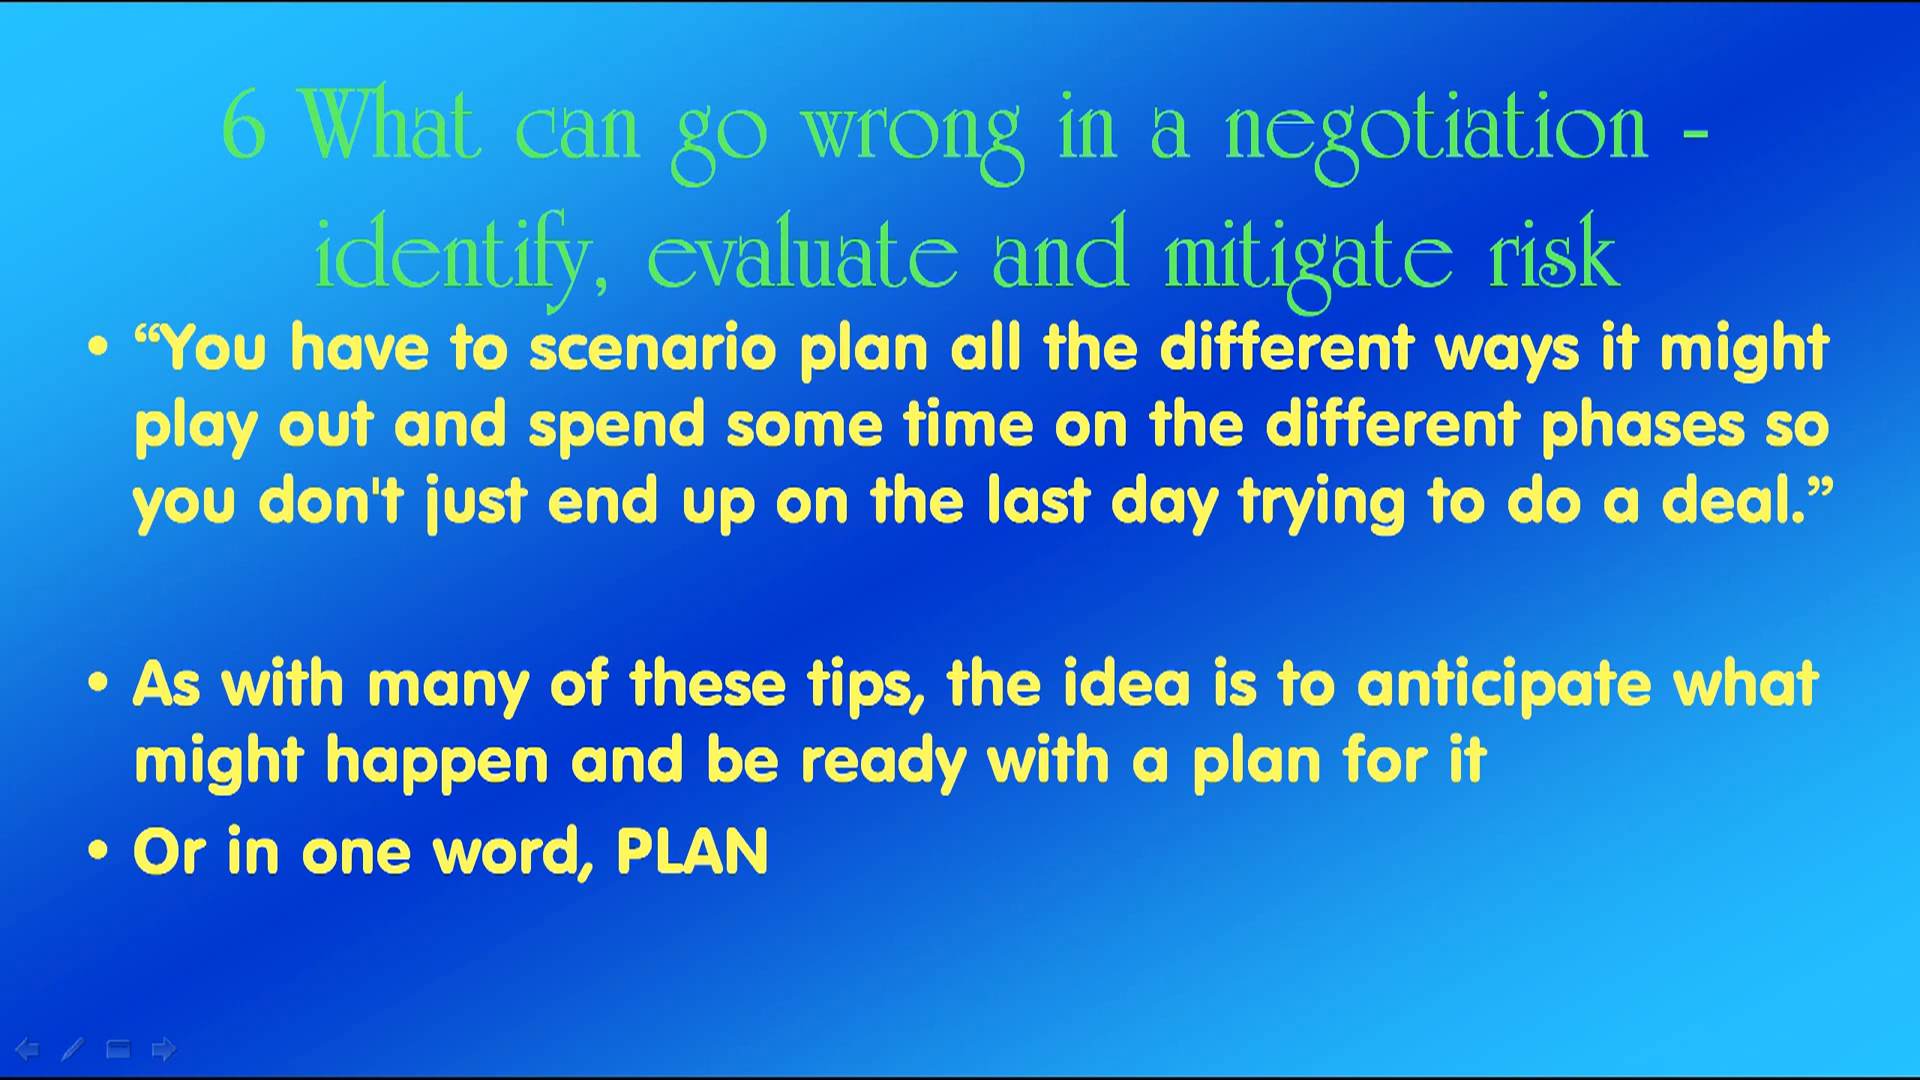 6 What can go wrong in a negotiation -
identify, evaluate and mitigate risk
• “You have to scenario plan all the different ways it might
play out and spend some time on the different phases so
you don't just end up on the last day trying to do a deal.”
• As with many of these tips, the idea is to anticipate what
might happen and be ready with a plan for it
• Or in one word, PLAN